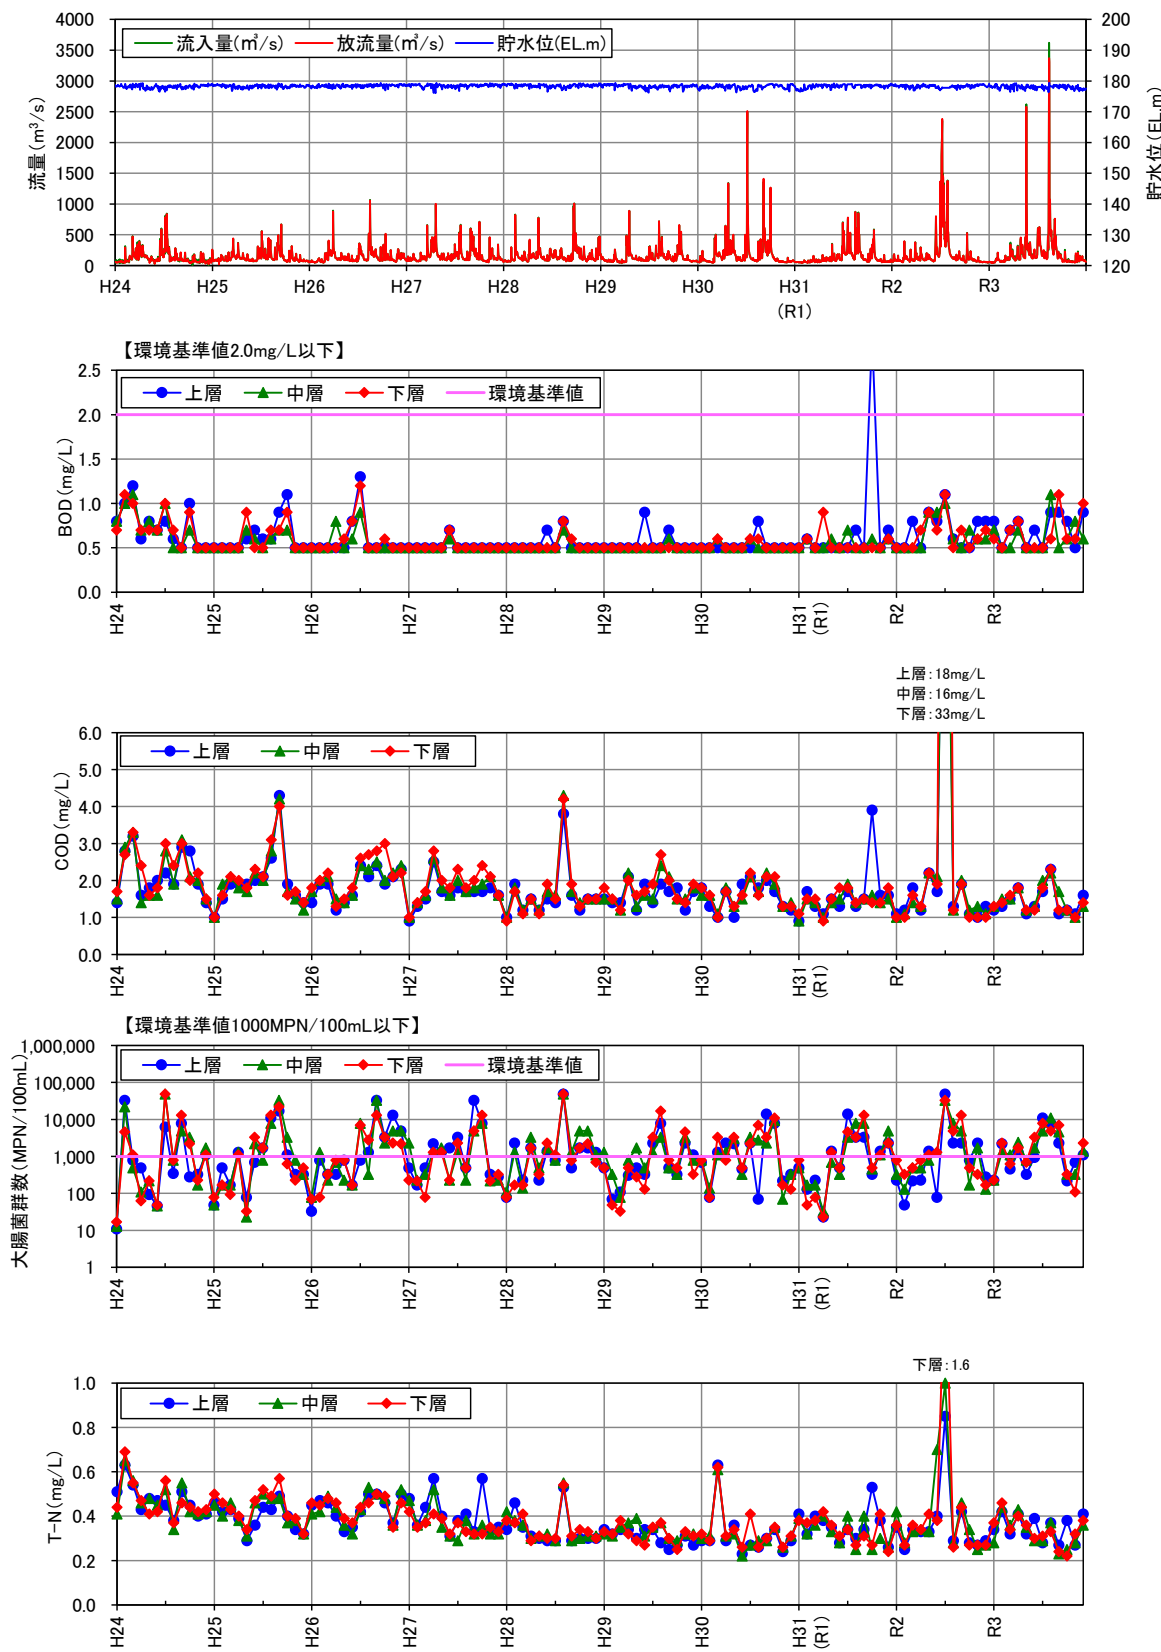 4000
3500
3000
2500
2000
1500
1000
500
0
流量(m³/s)
流入量(㎥/s) 放流量(㎥/s) 貯水位(EL.m)
200
190
180
170
160
150
140
130
120
貯水位(EL.m)
H24 H25 H26 H27 H28 H29 H30 H31 R2 R3
(R1)
【環境基準値2.0mg/L以下】
2.5
2.0
1.5
1.0
0.5
0.0
BOD(mg/L)
上層 中層 下層 環境基準値
H24 H25 H26 H27 H28 H29 H30 H31 (R1) R2 R3
上層：18mg/L
中層：16mg/L
下層：33mg/L
6.0
5.0
4.0
3.0
2.0
1.0
0.0
COD(mg/L)
上層 中層 下層
H24 H25 H26 H27 H28 H29 H30 H31 (R1) R2 R3
【環境基準値1000MPN/100mL以下】
1,000,000
100,000
10,000
1,000
100
10
1
大腸菌群数(MPN/100mL)
上層 中層 下層 環境基準値
H24 H25 H26 H27 H28 H29 H30 H31 (R1) R2 R3
下層：1.6
1.0
0.8
0.6
0.4
0.2
0.0
T-N(mg/L)
上層 中層 下層
H24 H25 H26 H27 H28 H29 H30 H31 (R1) R2 R3